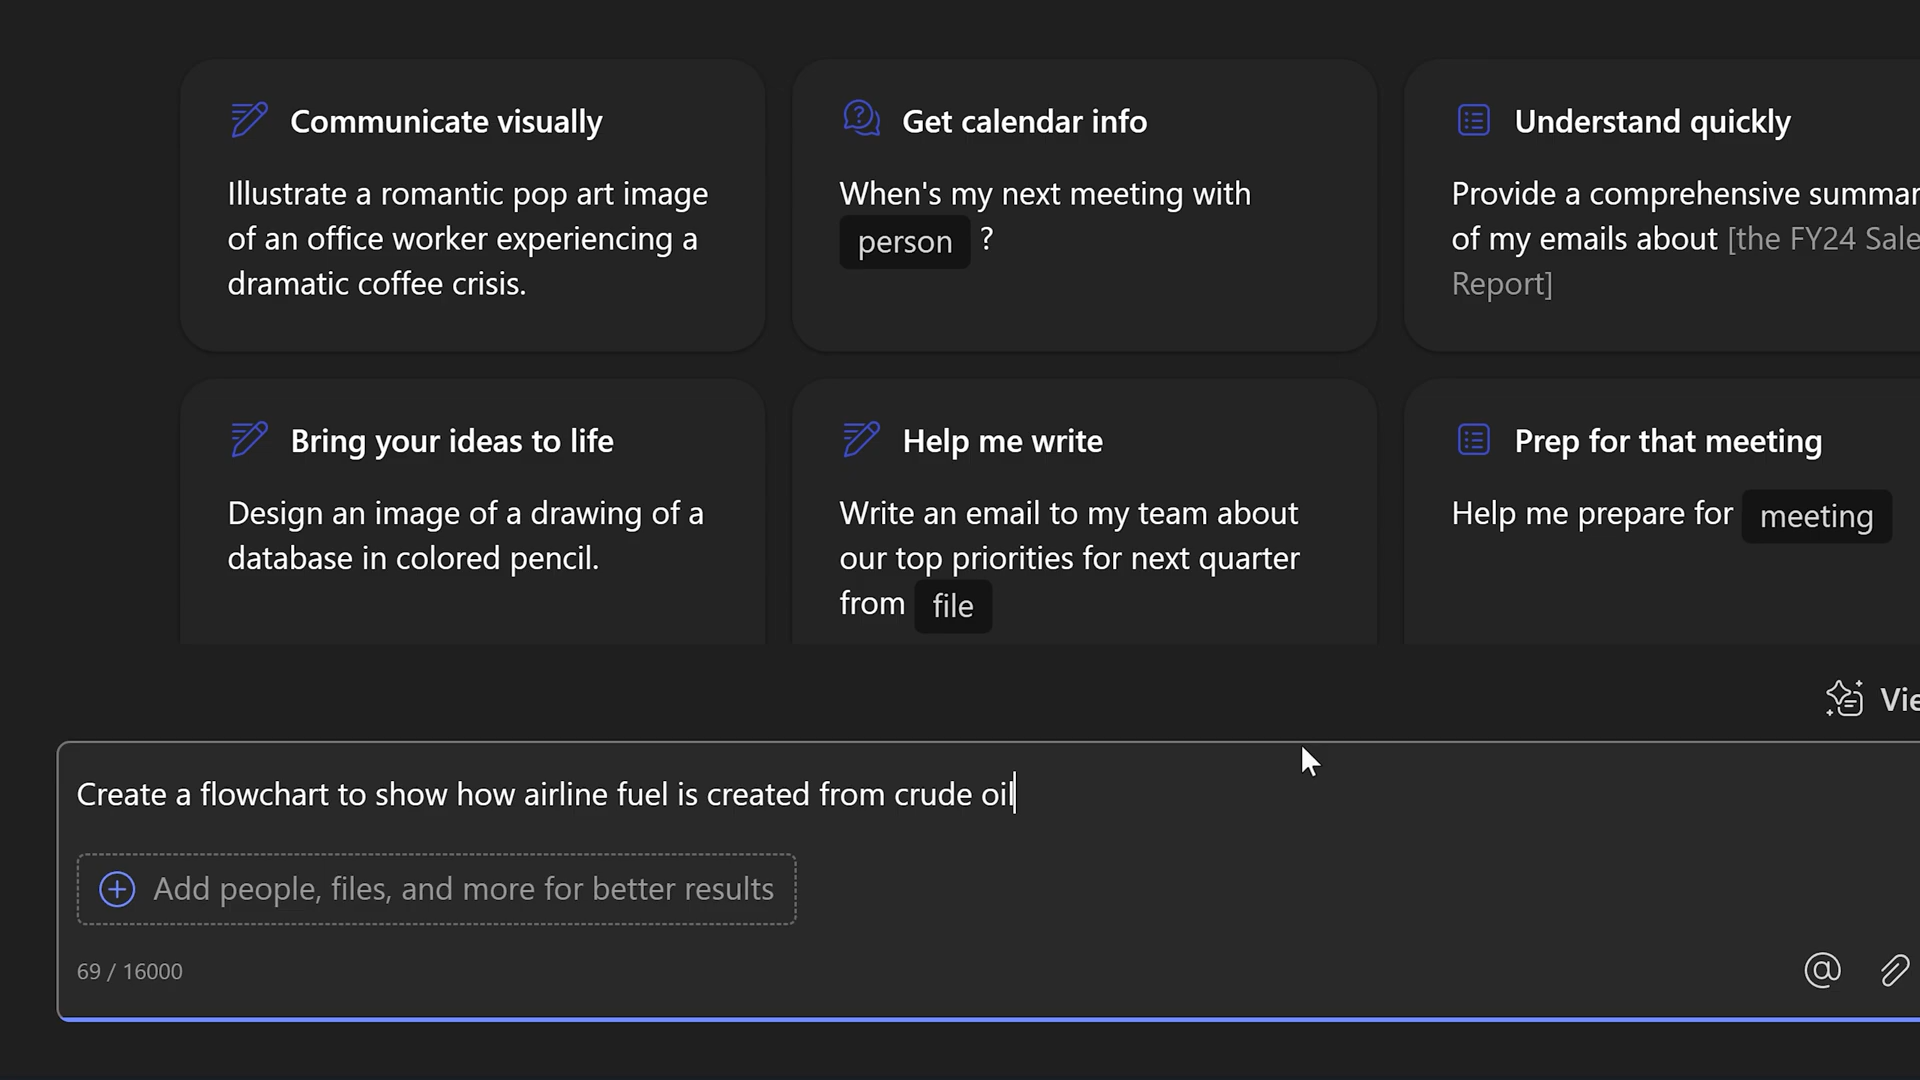 Communicate visually
Illustrate a romantic pop art image
of an office worker experiencing a
dramatic coffee crisis.
Get calendar info
When's my next meeting with
person ?
Understand quickly
Provide a comprehensive
of my emails about [the FY24
Report]
Bring your ideas to life
Design an image of a drawing of a
database in colored pencil.
Help me write
Write an email to my team about
our top priorities for next quarter
from file
Prep for that meeting
Help me prepare for meeting
Create a flowchart to show how airline fuel is created from crude oil
Add people, files, and more for better results
69 / 16000
@